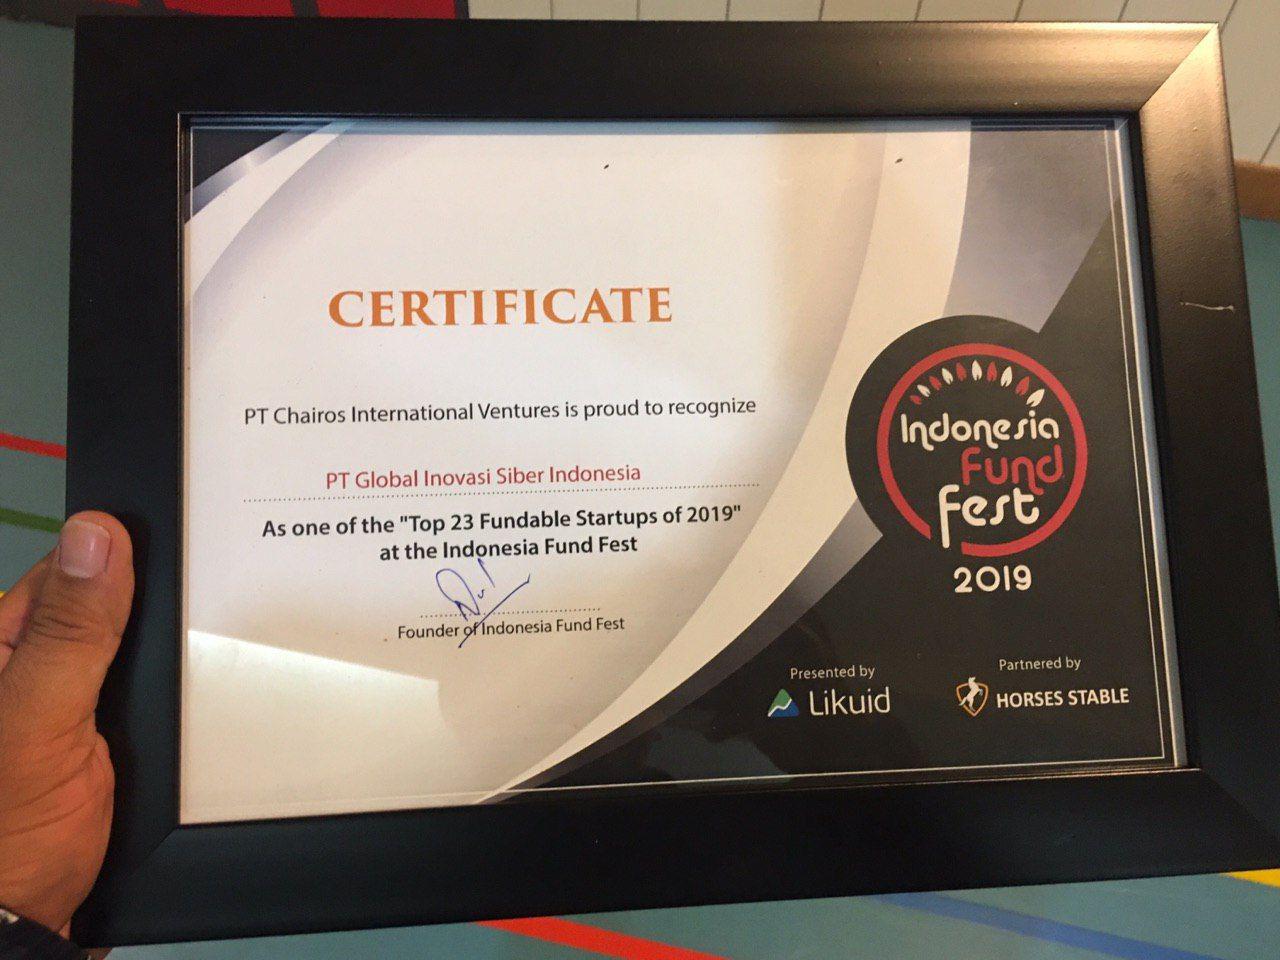 CERTIFICATE
PT Chairos International Ventures is proud to recognize
PT Global Inovasi Siber Indonesia
As one of the "Top 23 Fundable Startups of 2019"
at the Indonesia Fund Fest
Founder of Indonesia Fund Fest
Indonesia
Fund
Fest
2019
Presented by
Likuid
Partnered by
HORSES STABLE